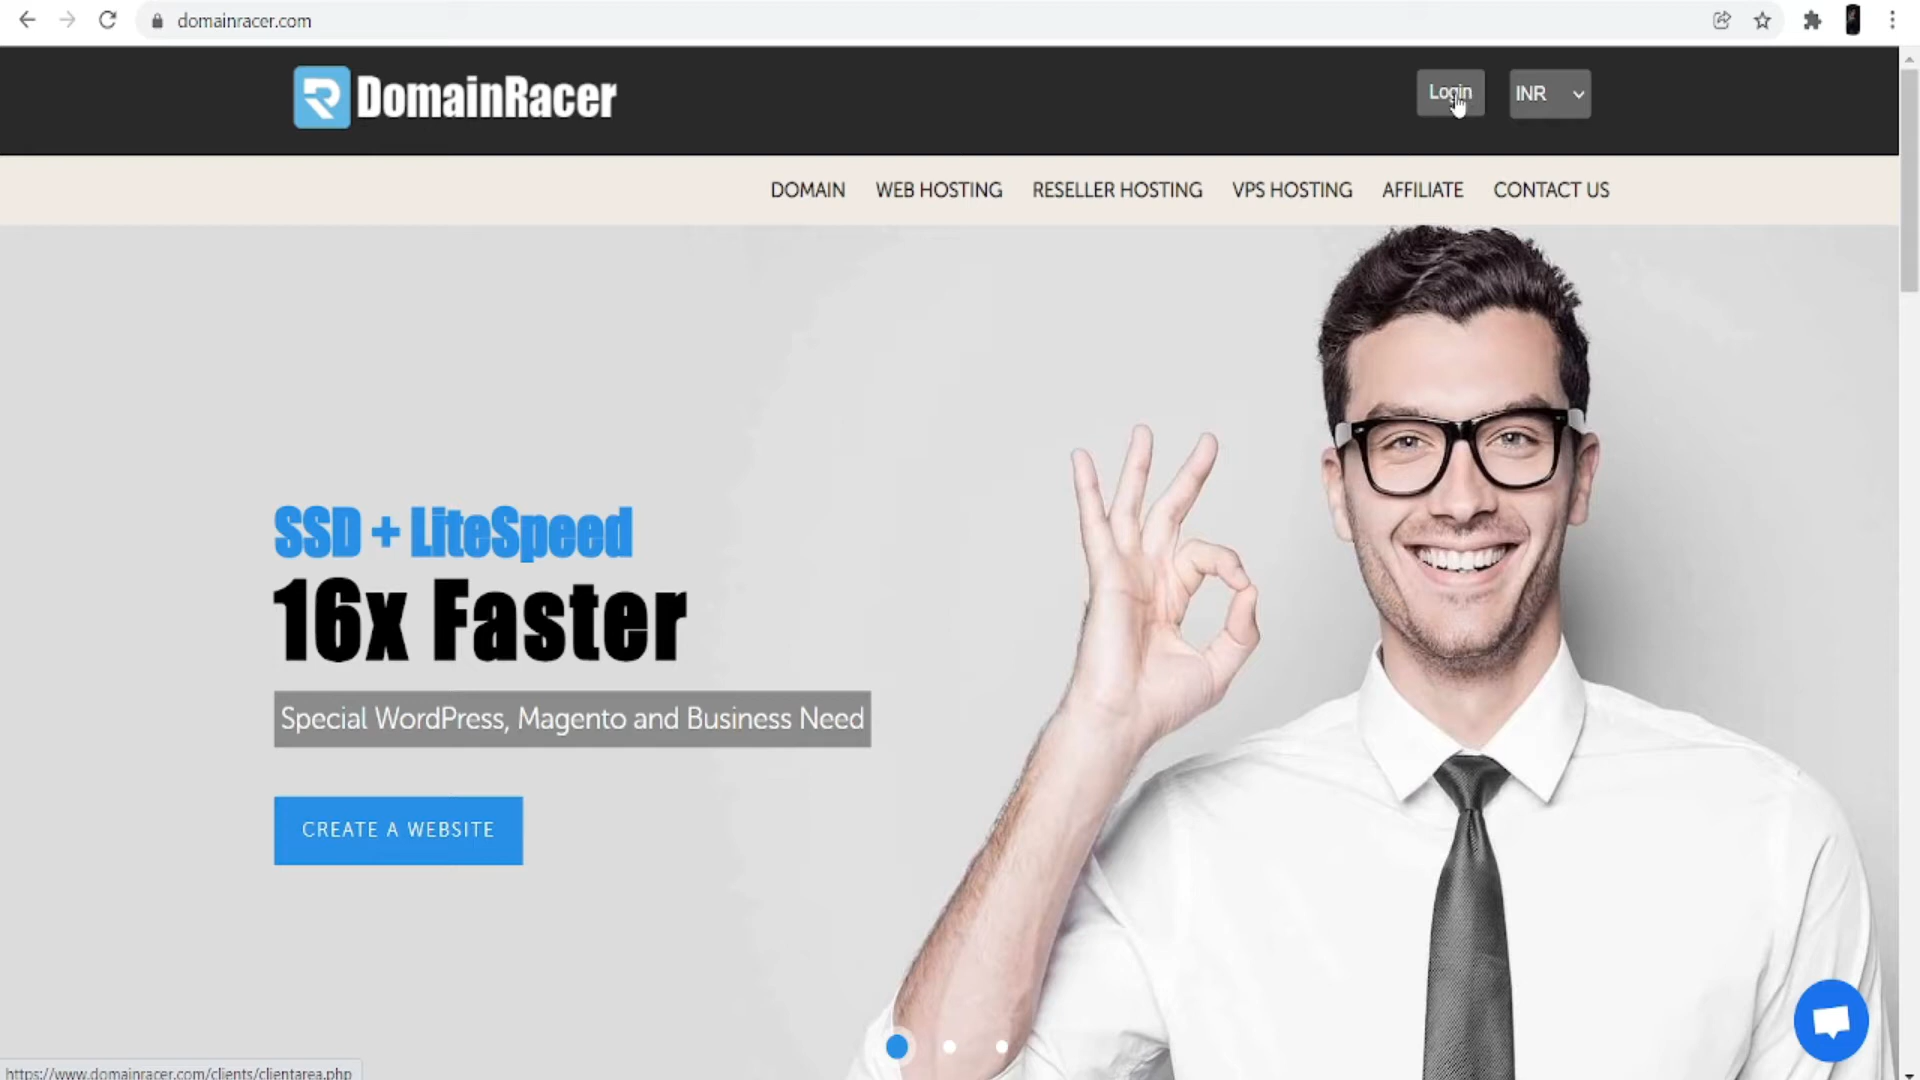 domainracer.com
DomainRacer
Login
INR
DOMAIN WEB HOSTING RESELLER HOSTING VPS HOSTING AFFILIATE CONTACT US
SSD + LiteSpeed
16x Faster
Special WordPress, Magento and Business Need
CREATE A WEBSITE
https://www.domainracer.com/clients/clientarea.php